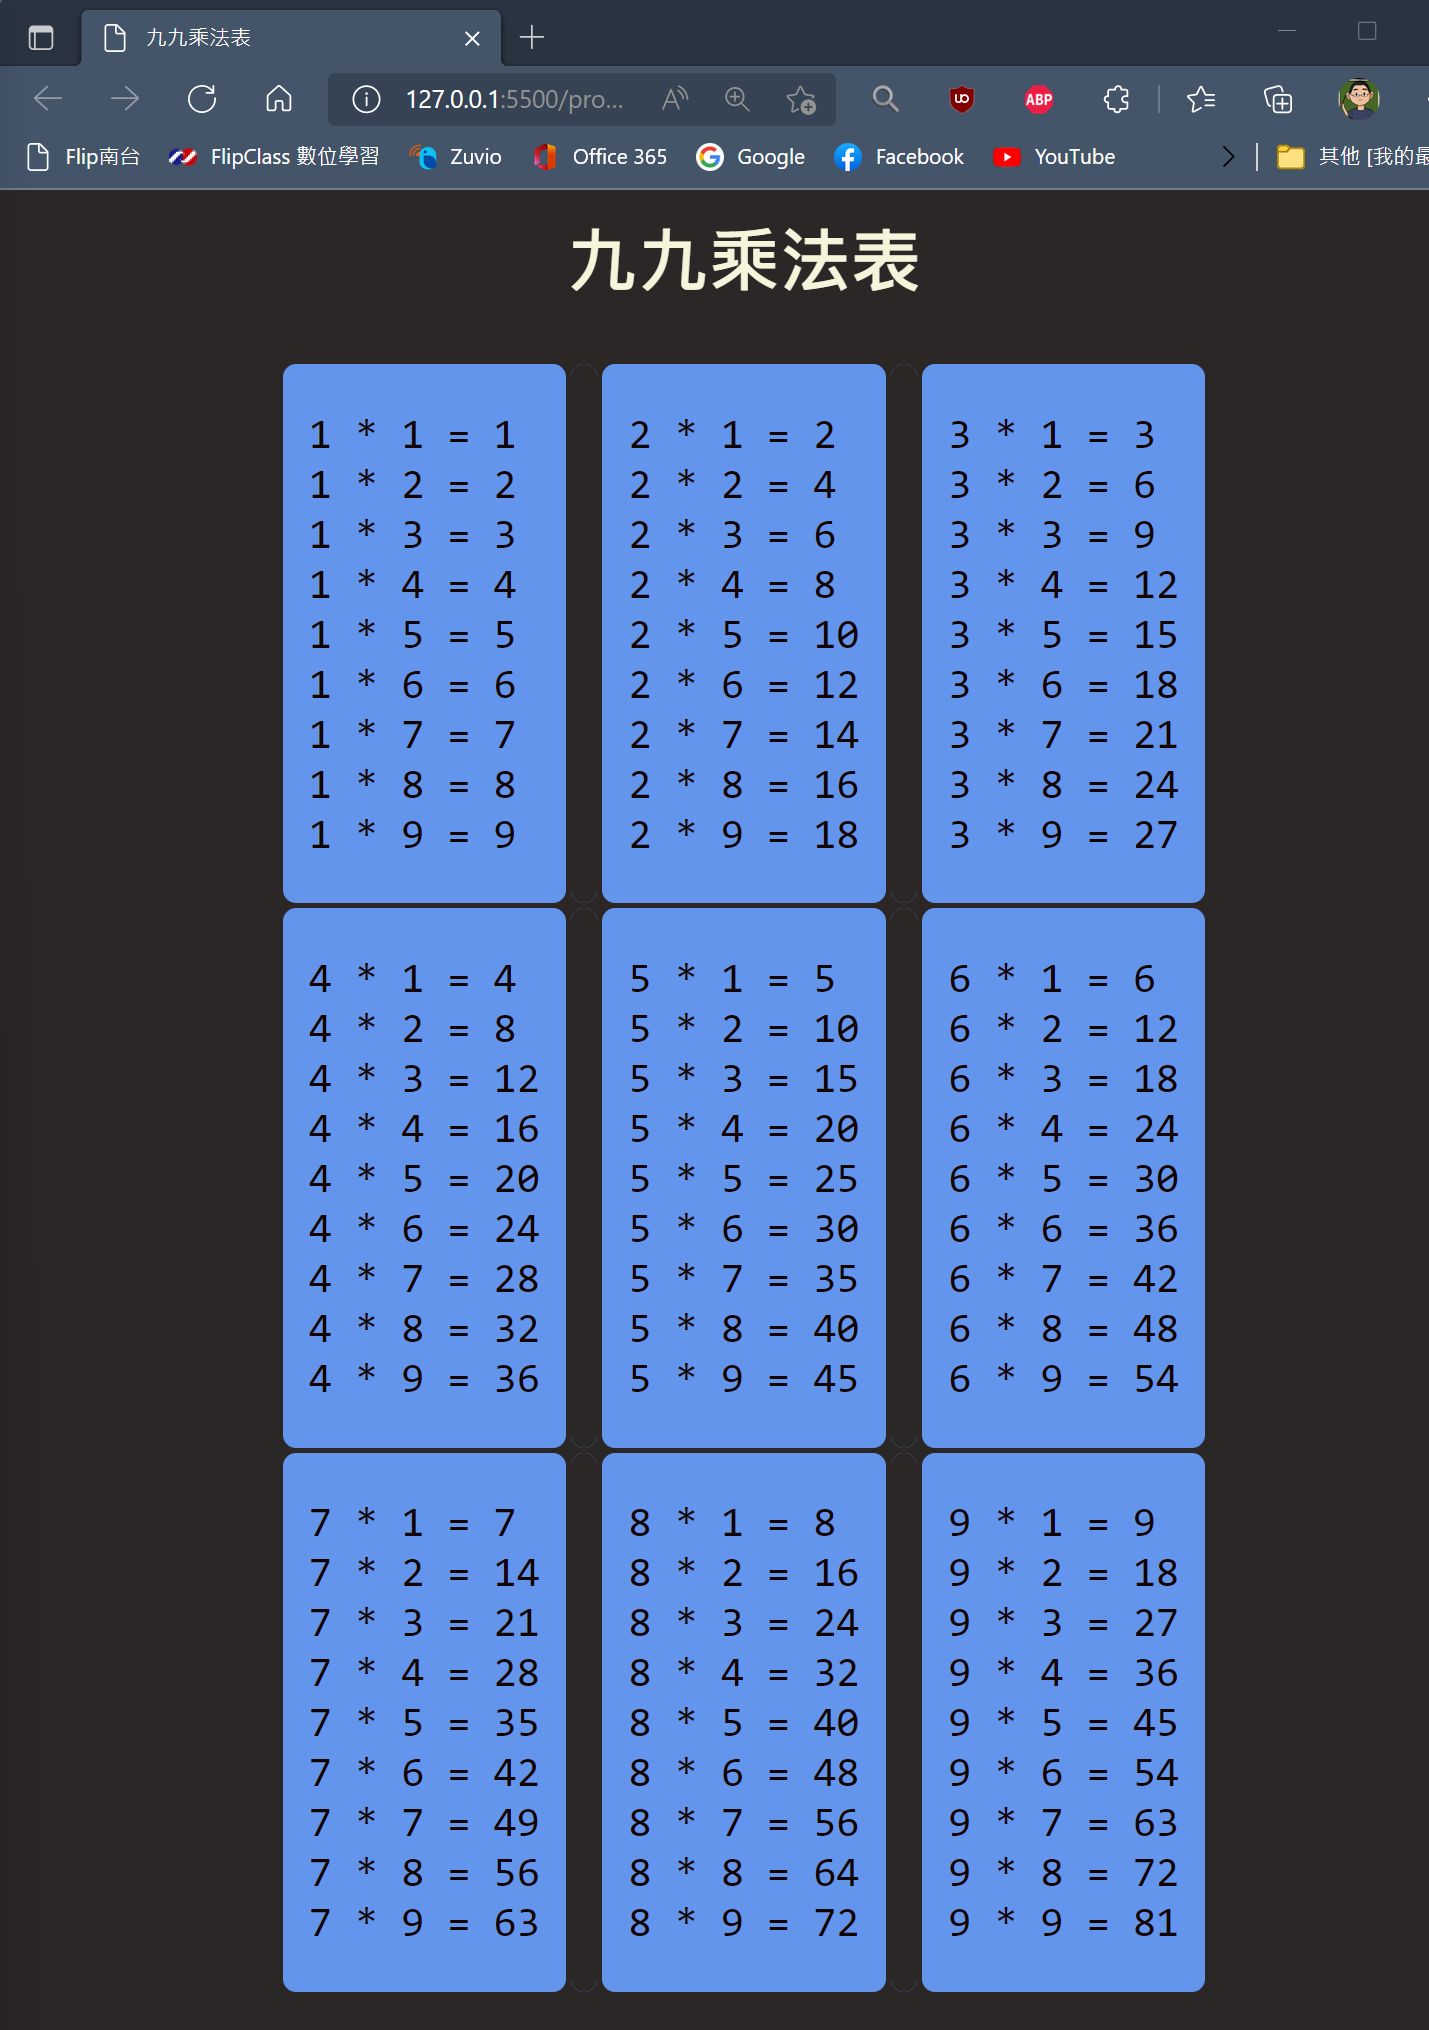 九九乘法表
127.0.0.1:5500/pro...
ABP
Flip南台 FlipClass 數位學習 Zuvio Office 365 Google Facebook YouTube 其他 [我的最
九九乘法表
1 * 1 = 1
1 * 2 = 2
1 * 3 = 3
1 * 4 = 4
1 * 5 = 5
1 * 6 = 6
1 * 7 = 7
1 * 8 = 8
1 * 9 = 9
2 * 1 = 2
2 * 2 = 4
2 * 3 = 6
2 * 4 = 8
2 * 5 = 10
2 * 6 = 12
2 * 7 = 14
2 * 8 = 16
2 * 9 = 18
3 * 1 = 3
3 * 2 = 6
3 * 3 = 9
3 * 4 = 12
3 * 5 = 15
3 * 6 = 18
3 * 7 = 21
3 * 8 = 24
3 * 9 = 27
4 * 1 = 4
4 * 2 = 8
4 * 3 = 12
4 * 4 = 16
4 * 5 = 20
4 * 6 = 24
4 * 7 = 28
4 * 8 = 32
4 * 9 = 36
5 * 1 = 5
5 * 2 = 10
5 * 3 = 15
5 * 4 = 20
5 * 5 = 25
5 * 6 = 30
5 * 7 = 35
5 * 8 = 40
5 * 9 = 45
6 * 1 = 6
6 * 2 = 12
6 * 3 = 18
6 * 4 = 24
6 * 5 = 30
6 * 6 = 36
6 * 7 = 42
6 * 8 = 48
6 * 9 = 54
7 * 1 = 7
7 * 2 = 14
7 * 3 = 21
7 * 4 = 28
7 * 5 = 35
7 * 6 = 42
7 * 7 = 49
7 * 8 = 56
7 * 9 = 63
8 * 1 = 8
8 * 2 = 16
8 * 3 = 24
8 * 4 = 32
8 * 5 = 40
8 * 6 = 48
8 * 7 = 56
8 * 8 = 64
8 * 9 = 72
9 * 1 = 9
9 * 2 = 18
9 * 3 = 27
9 * 4 = 36
9 * 5 = 45
9 * 6 = 54
9 * 7 = 63
9 * 8 = 72
9 * 9 = 81